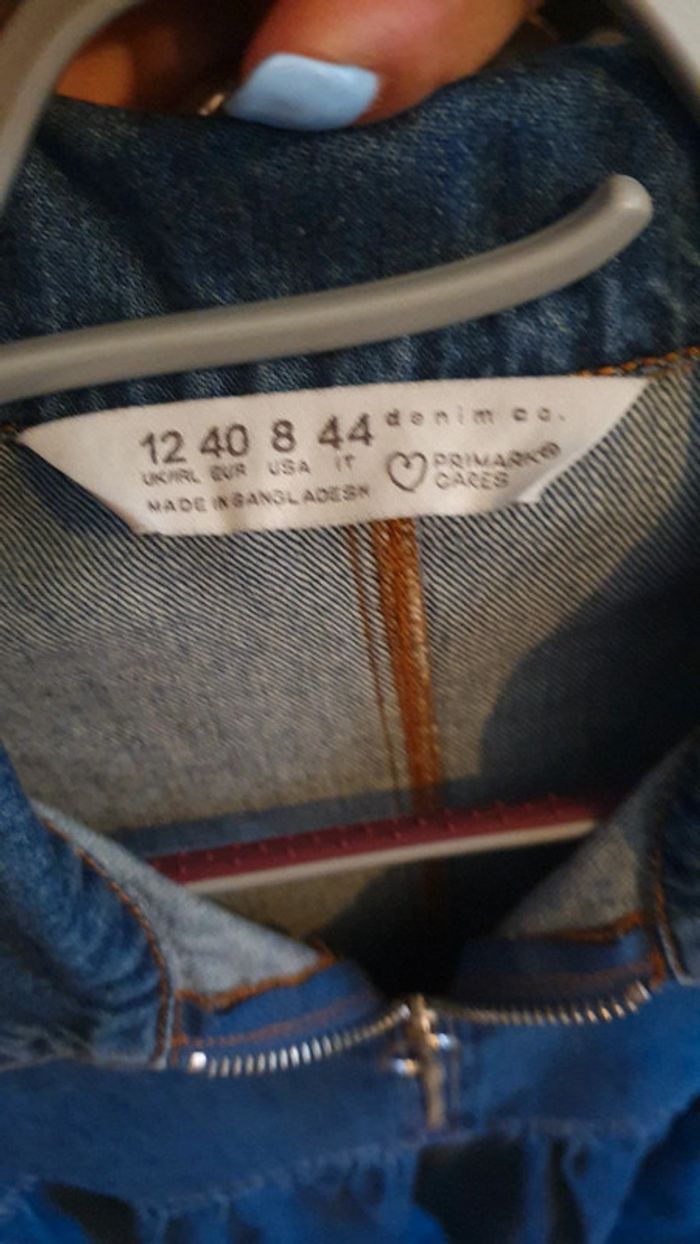 12 40 8 44 denim co.
UK/IRL EUR USA IT
PRIMARK®
CARES
MADE IN BANGLADESH